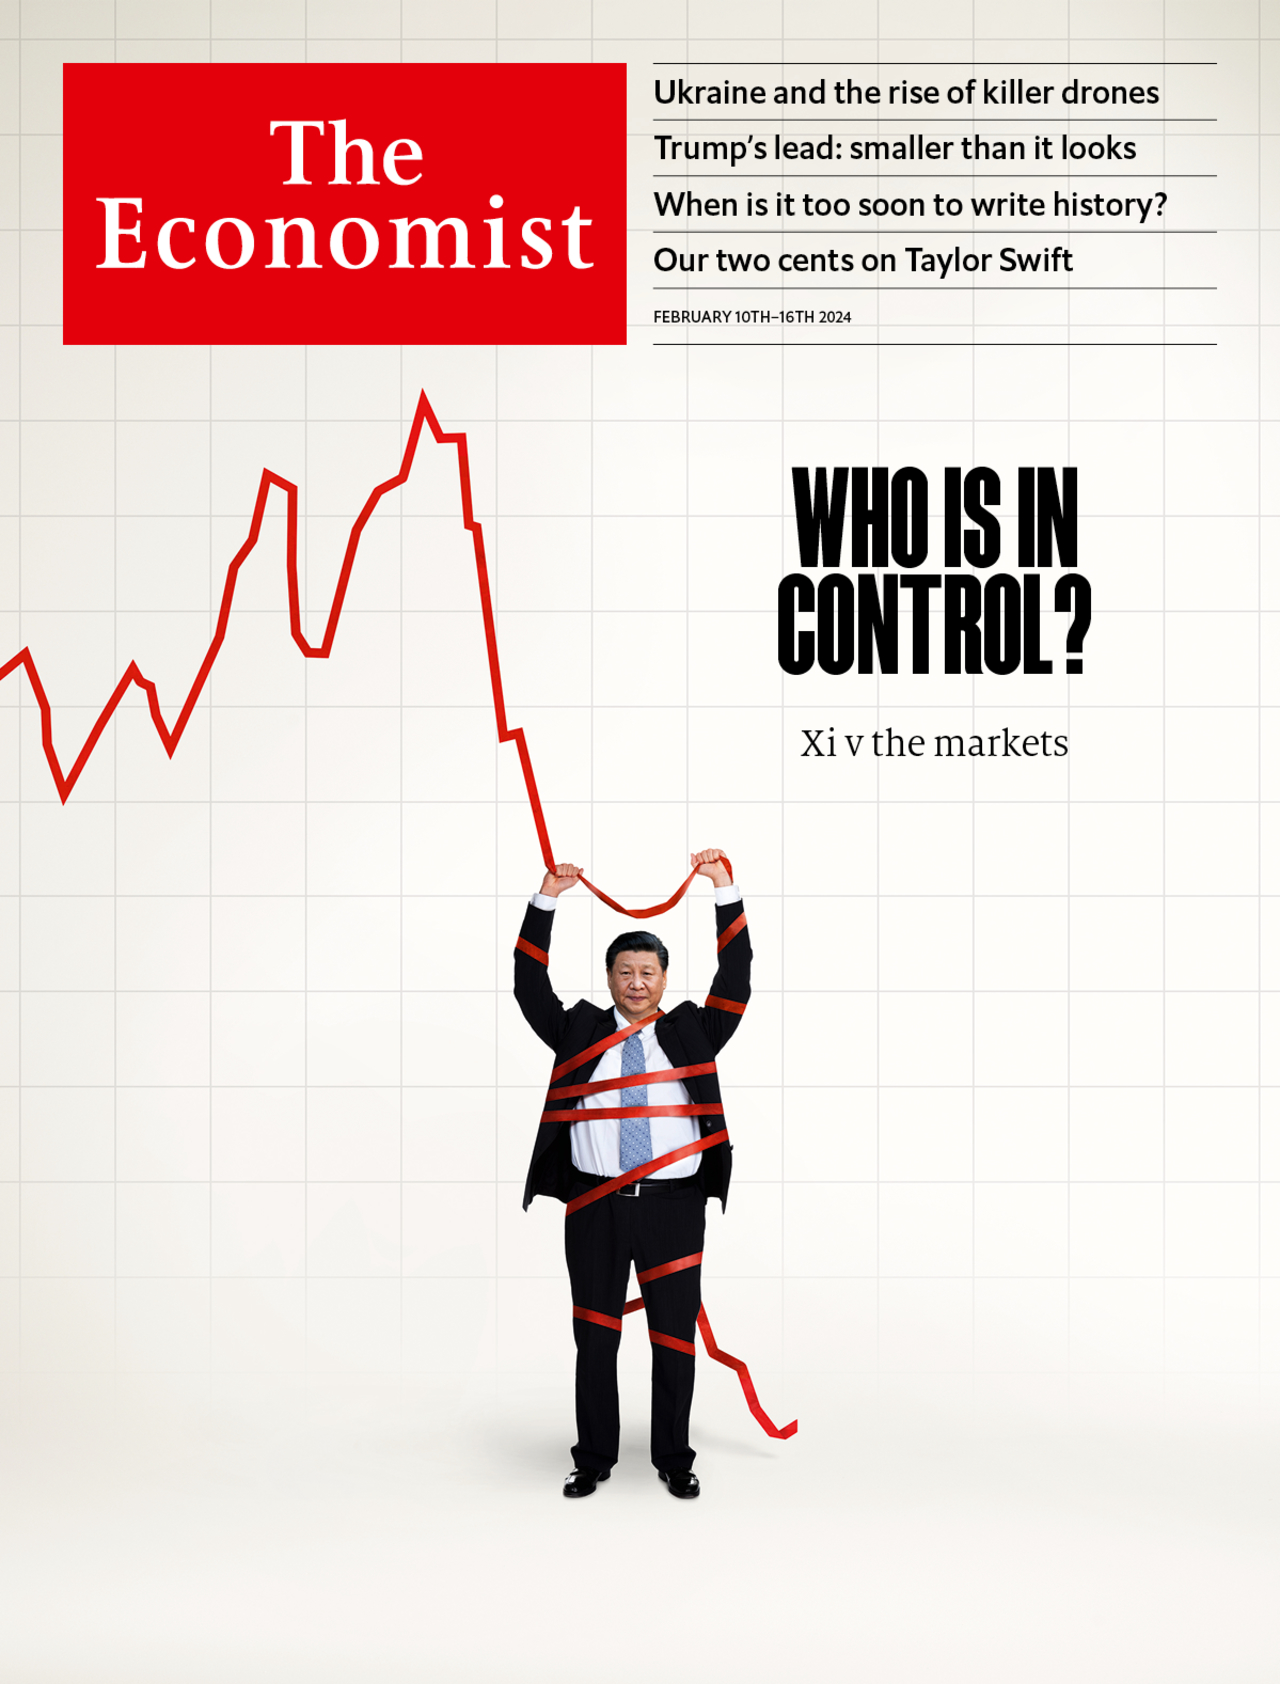 The
Economist
Ukraine and the rise of killer drones
Trump’s lead: smaller than it looks
When is it too soon to write history?
Our two cents on Taylor Swift
FEBRUARY 10TH–16TH 2024
WHO IS IN
CONTROL?
Xi v the markets